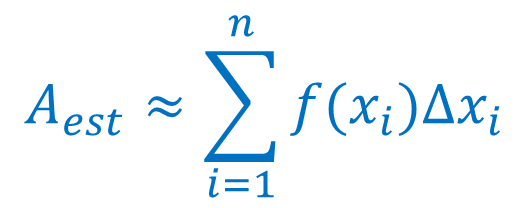 A_est ≈ ∑_{i=1}^{n} f(x_i)Δx_i